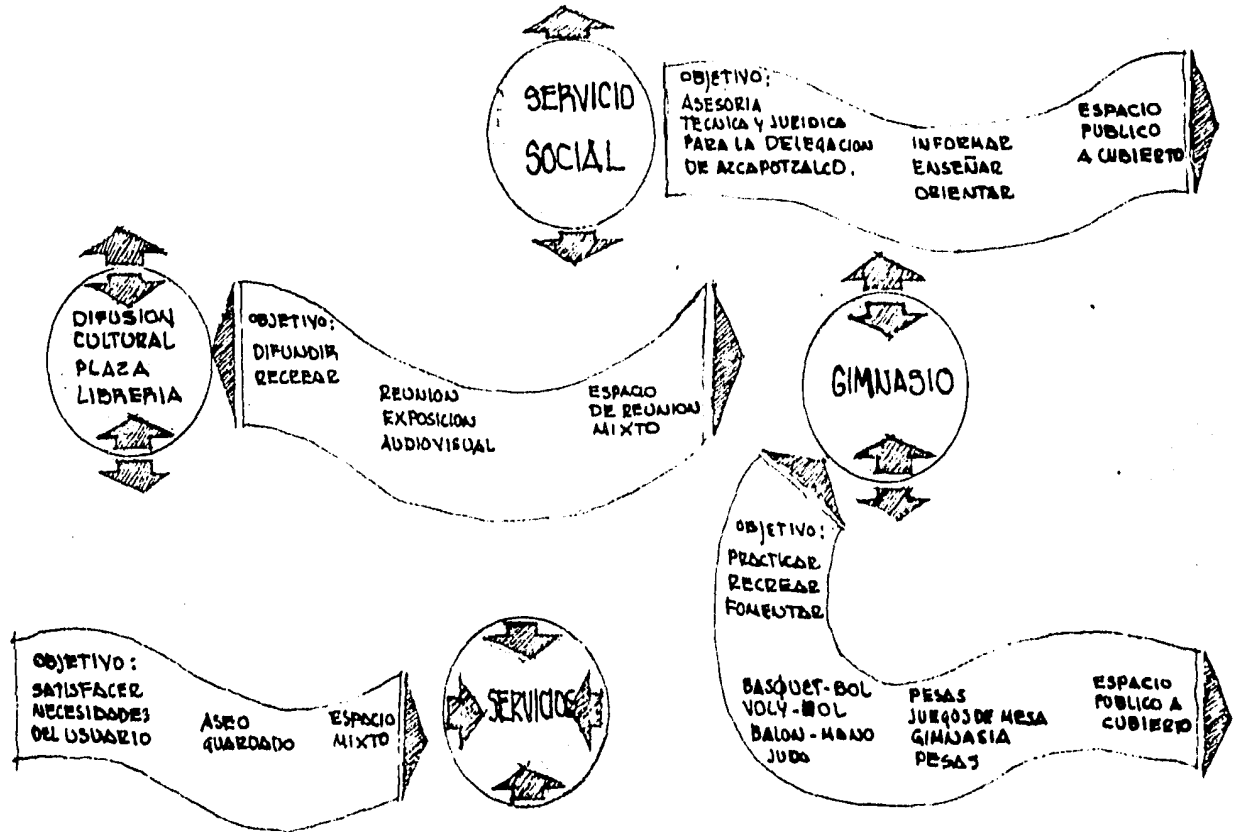 SERVICIO
SOCIAL
OBJETIVO:
ASESORIA
TECNICA Y JURIDICA
PARA LA DELEGACION
DE AZCAPOTZALCO.
INFORMAR
ENSEÑAR
ORIENTAR
ESPACIO
PUBLICO
A CUBIERTO
DIFUSION
CULTURAL
PLAZA
LIBRERIA
OBJETIVO:
DIFUNDIR
RECREAR
REUNION
EXPOSICION
AUDIOVISUAL
ESPACIO
DE REUNION
MIXTO
GIMNASIO
OBJETIVO:
PRACTICAR
RECREAR
FOMENTAR
BASQUET-BOL
VOLY-BOL
BALON-MANO
JUDO
PESAS
JUEGOS DE MESA
GIMNASIA
PESAS
ESPACIO
PUBLICO A
CUBIERTO
OBJETIVO:
SATISFACER
NECESIDADES
DEL USUARIO
ASEO
GUARDADO
ESPACIO
MIXTO
SERVICIOS